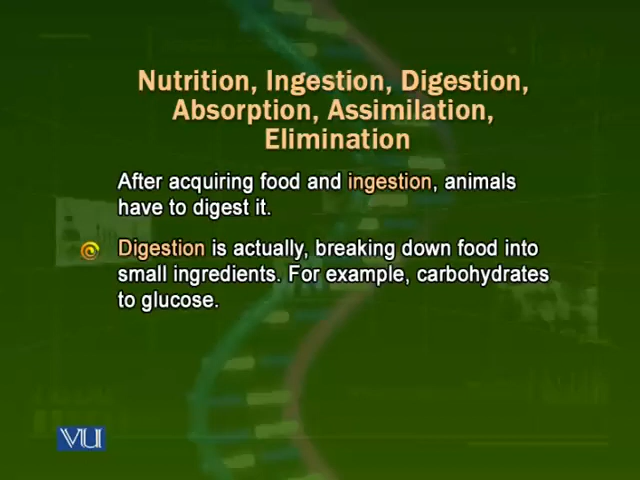 Nutrition, Ingestion, Digestion,
Absorption, Assimilation,
Elimination
After acquiring food and ingestion, animals
have to digest it.
Digestion is actually, breaking down food into
small ingredients. For example, carbohydrates
to glucose.
VU